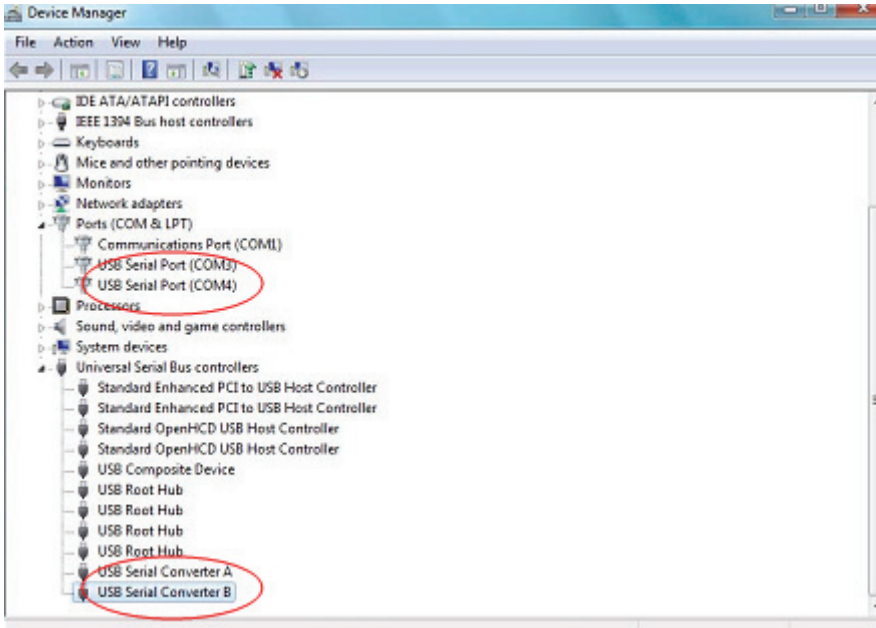 Device Manager
File Action View Help
IDE ATA/ATAPI controllers
IEEE 1394 Bus host controllers
Keyboards
Mice and other pointing devices
Monitors
Network adapters
Ports (COM & LPT)
Communications Port (COM1)
USB Serial Port (COM3)
USB Serial Port (COM4)
Processors
Sound, video and game controllers
System devices
Universal Serial Bus controllers
Standard Enhanced PCI to USB Host Controller
Standard Enhanced PCI to USB Host Controller
Standard OpenHCD USB Host Controller
Standard OpenHCD USB Host Controller
USB Composite Device
USB Root Hub
USB Root Hub
USB Root Hub
USB Root Hub
USB Serial Converter A
USB Serial Converter B